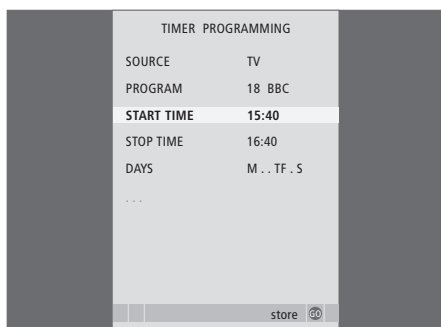 TIMER PROGRAMMING
SOURCE TV
PROGRAM 18 BBC
START TIME 15:40
STOP TIME 16:40
DAYS M . . TF . S
. . .
store GO